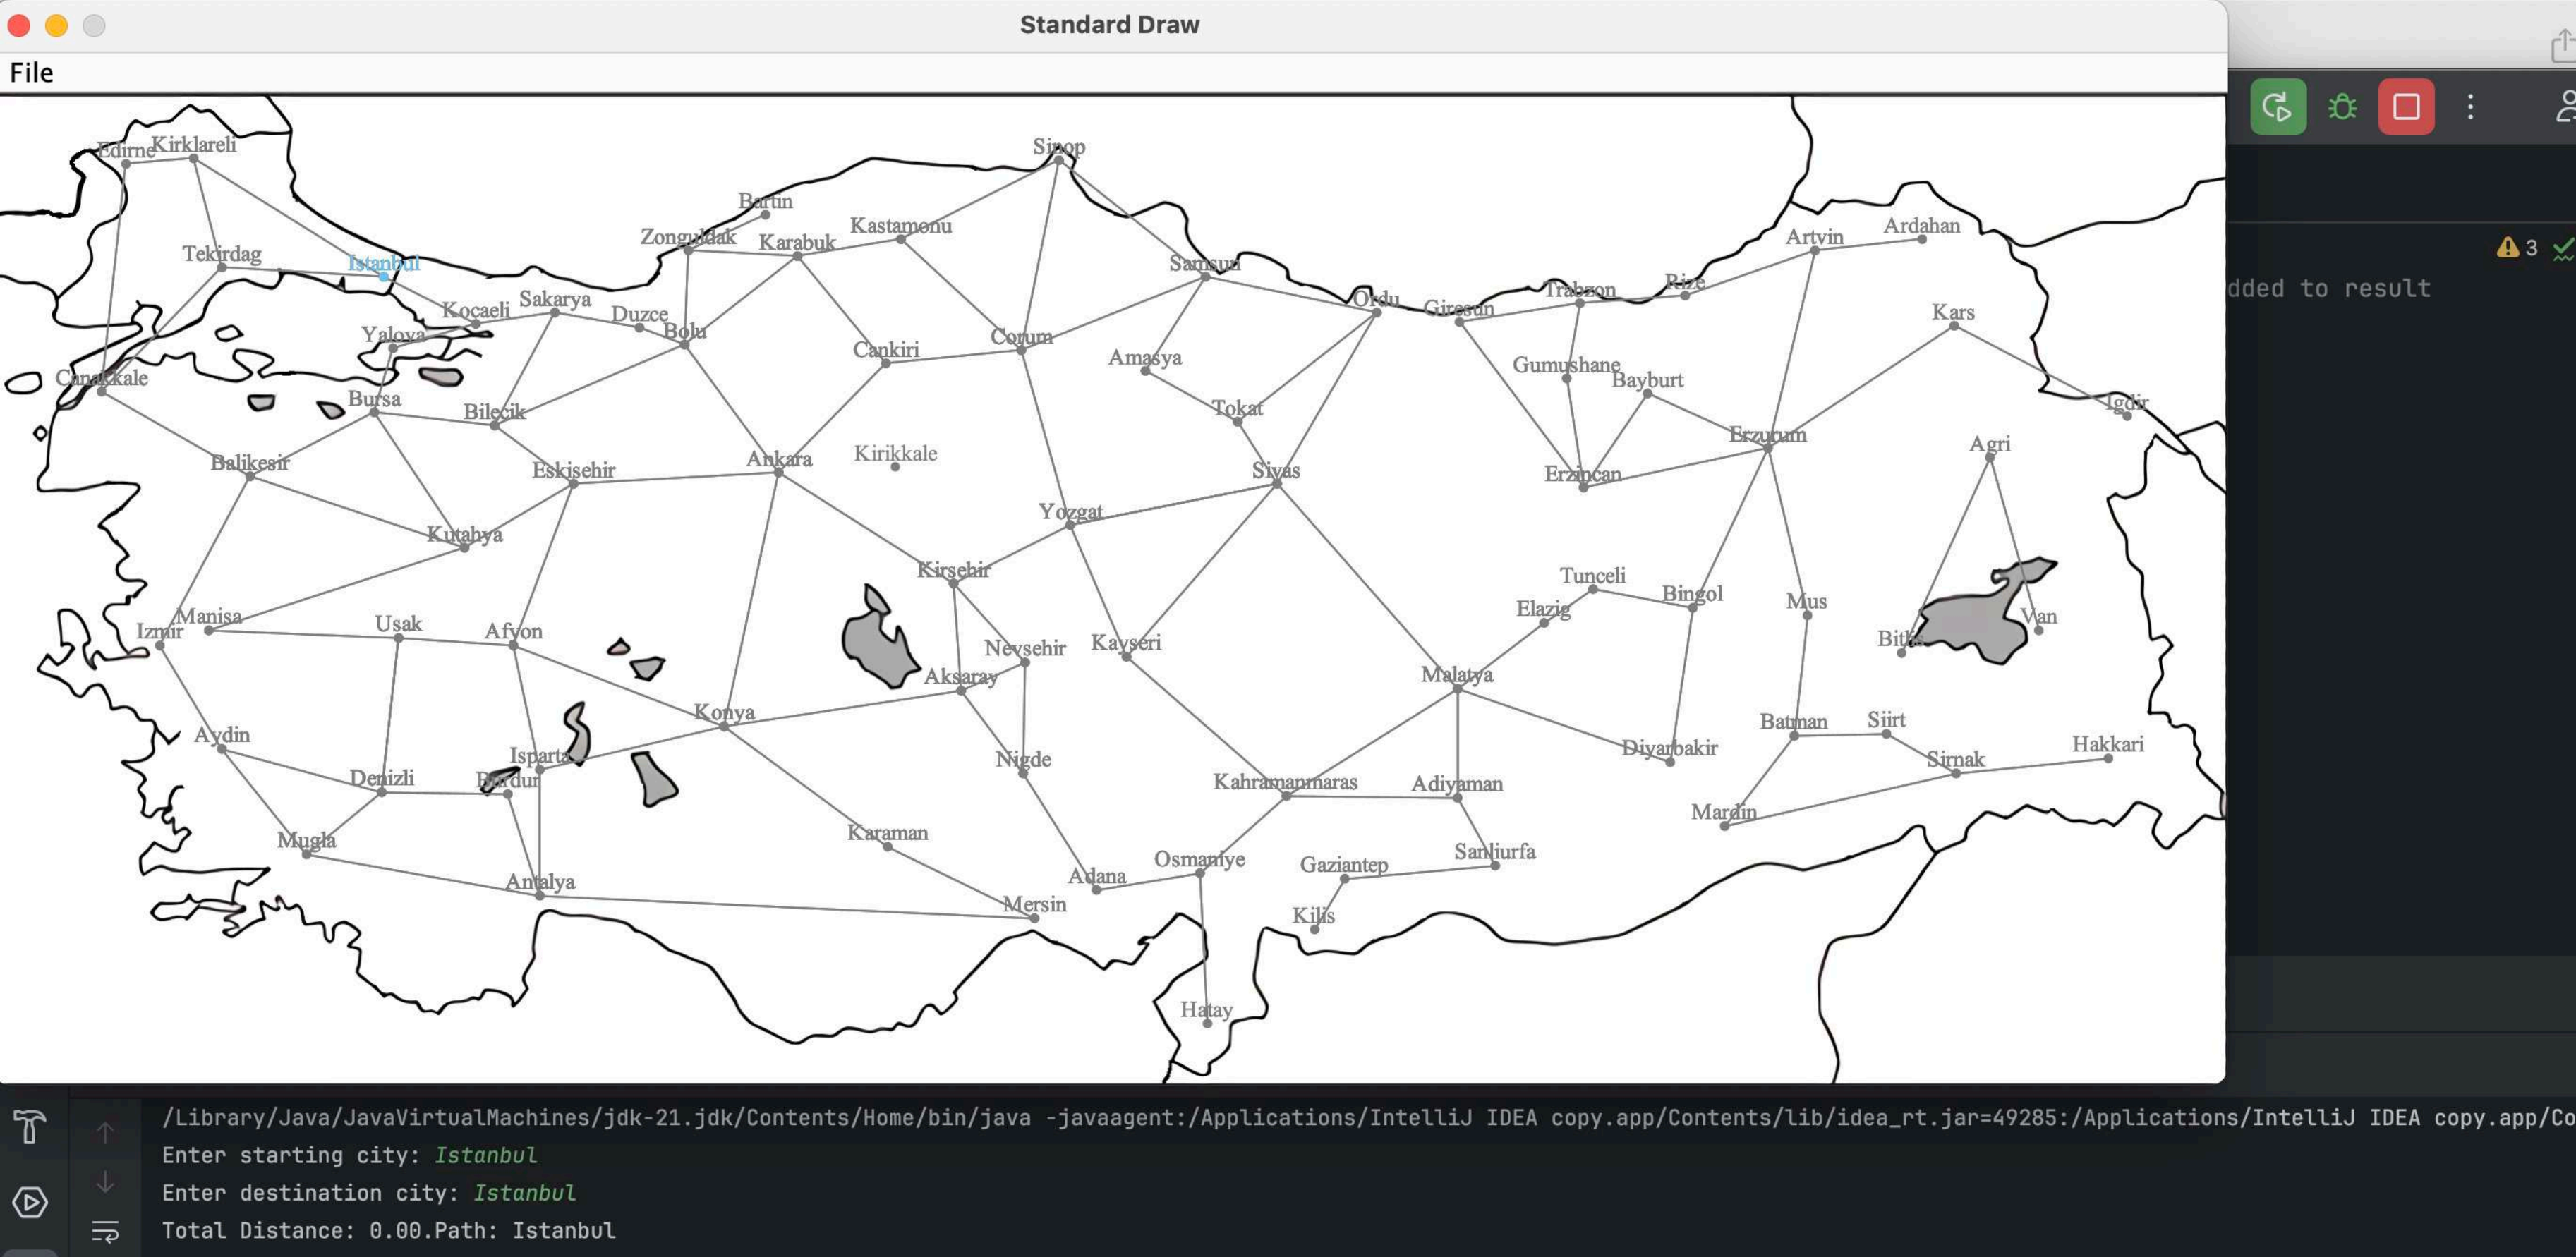 Standard Draw
File
Edirne Kirklareli
Sinop
Bartin
Kastamonu
Ardahan
Zonguldak Karabuk
Artvin
Tekirdag
Istanbul
Samsun
3
Rize
Trabzon
dded to result
Sakarya
Ordu
Kocaeli
Duzce
Giresun
Kars
Yalova
Bolu
Corum
Cankiri
Amasya
Gumushane
Canakkale
Bayburt
Bursa
Bilecik
Tokat
Igdir
Erzurum
Agri
Kirikkale
Balikesir
Ankara
Eskisehir
Sivas
Erzincan
Yozgat
Kutahya
Kirsehir
Tunceli
Bingol
Elazig
Mus
Manisa
Van
Usak
Izmir
Afyon
Bitlis
Kayseri
Nevsehir
Aksaray
Malatya
Konya
Siirt
Batman
Aydin
Hakkari
Diyarbakir
Isparta
Nigde
Sirnak
Denizli
Burdur
Kahramanmaras
Adiyaman
Mardin
Karaman
Mugla
Sanliurfa
Osmaniye
Gaziantep
Adana
Antalya
Mersin
Kilis
Hatay
/Library/Java/JavaVirtualMachines/jdk-21.jdk/Contents/Home/bin/java -javaagent:/Applications/IntelliJ IDEA copy.app/Contents/lib/idea_rt.jar=49285:/Applications/IntelliJ IDEA copy.app/Co
Enter starting city: Istanbul
Enter destination city: Istanbul
Total Distance: 0.00.Path: Istanbul